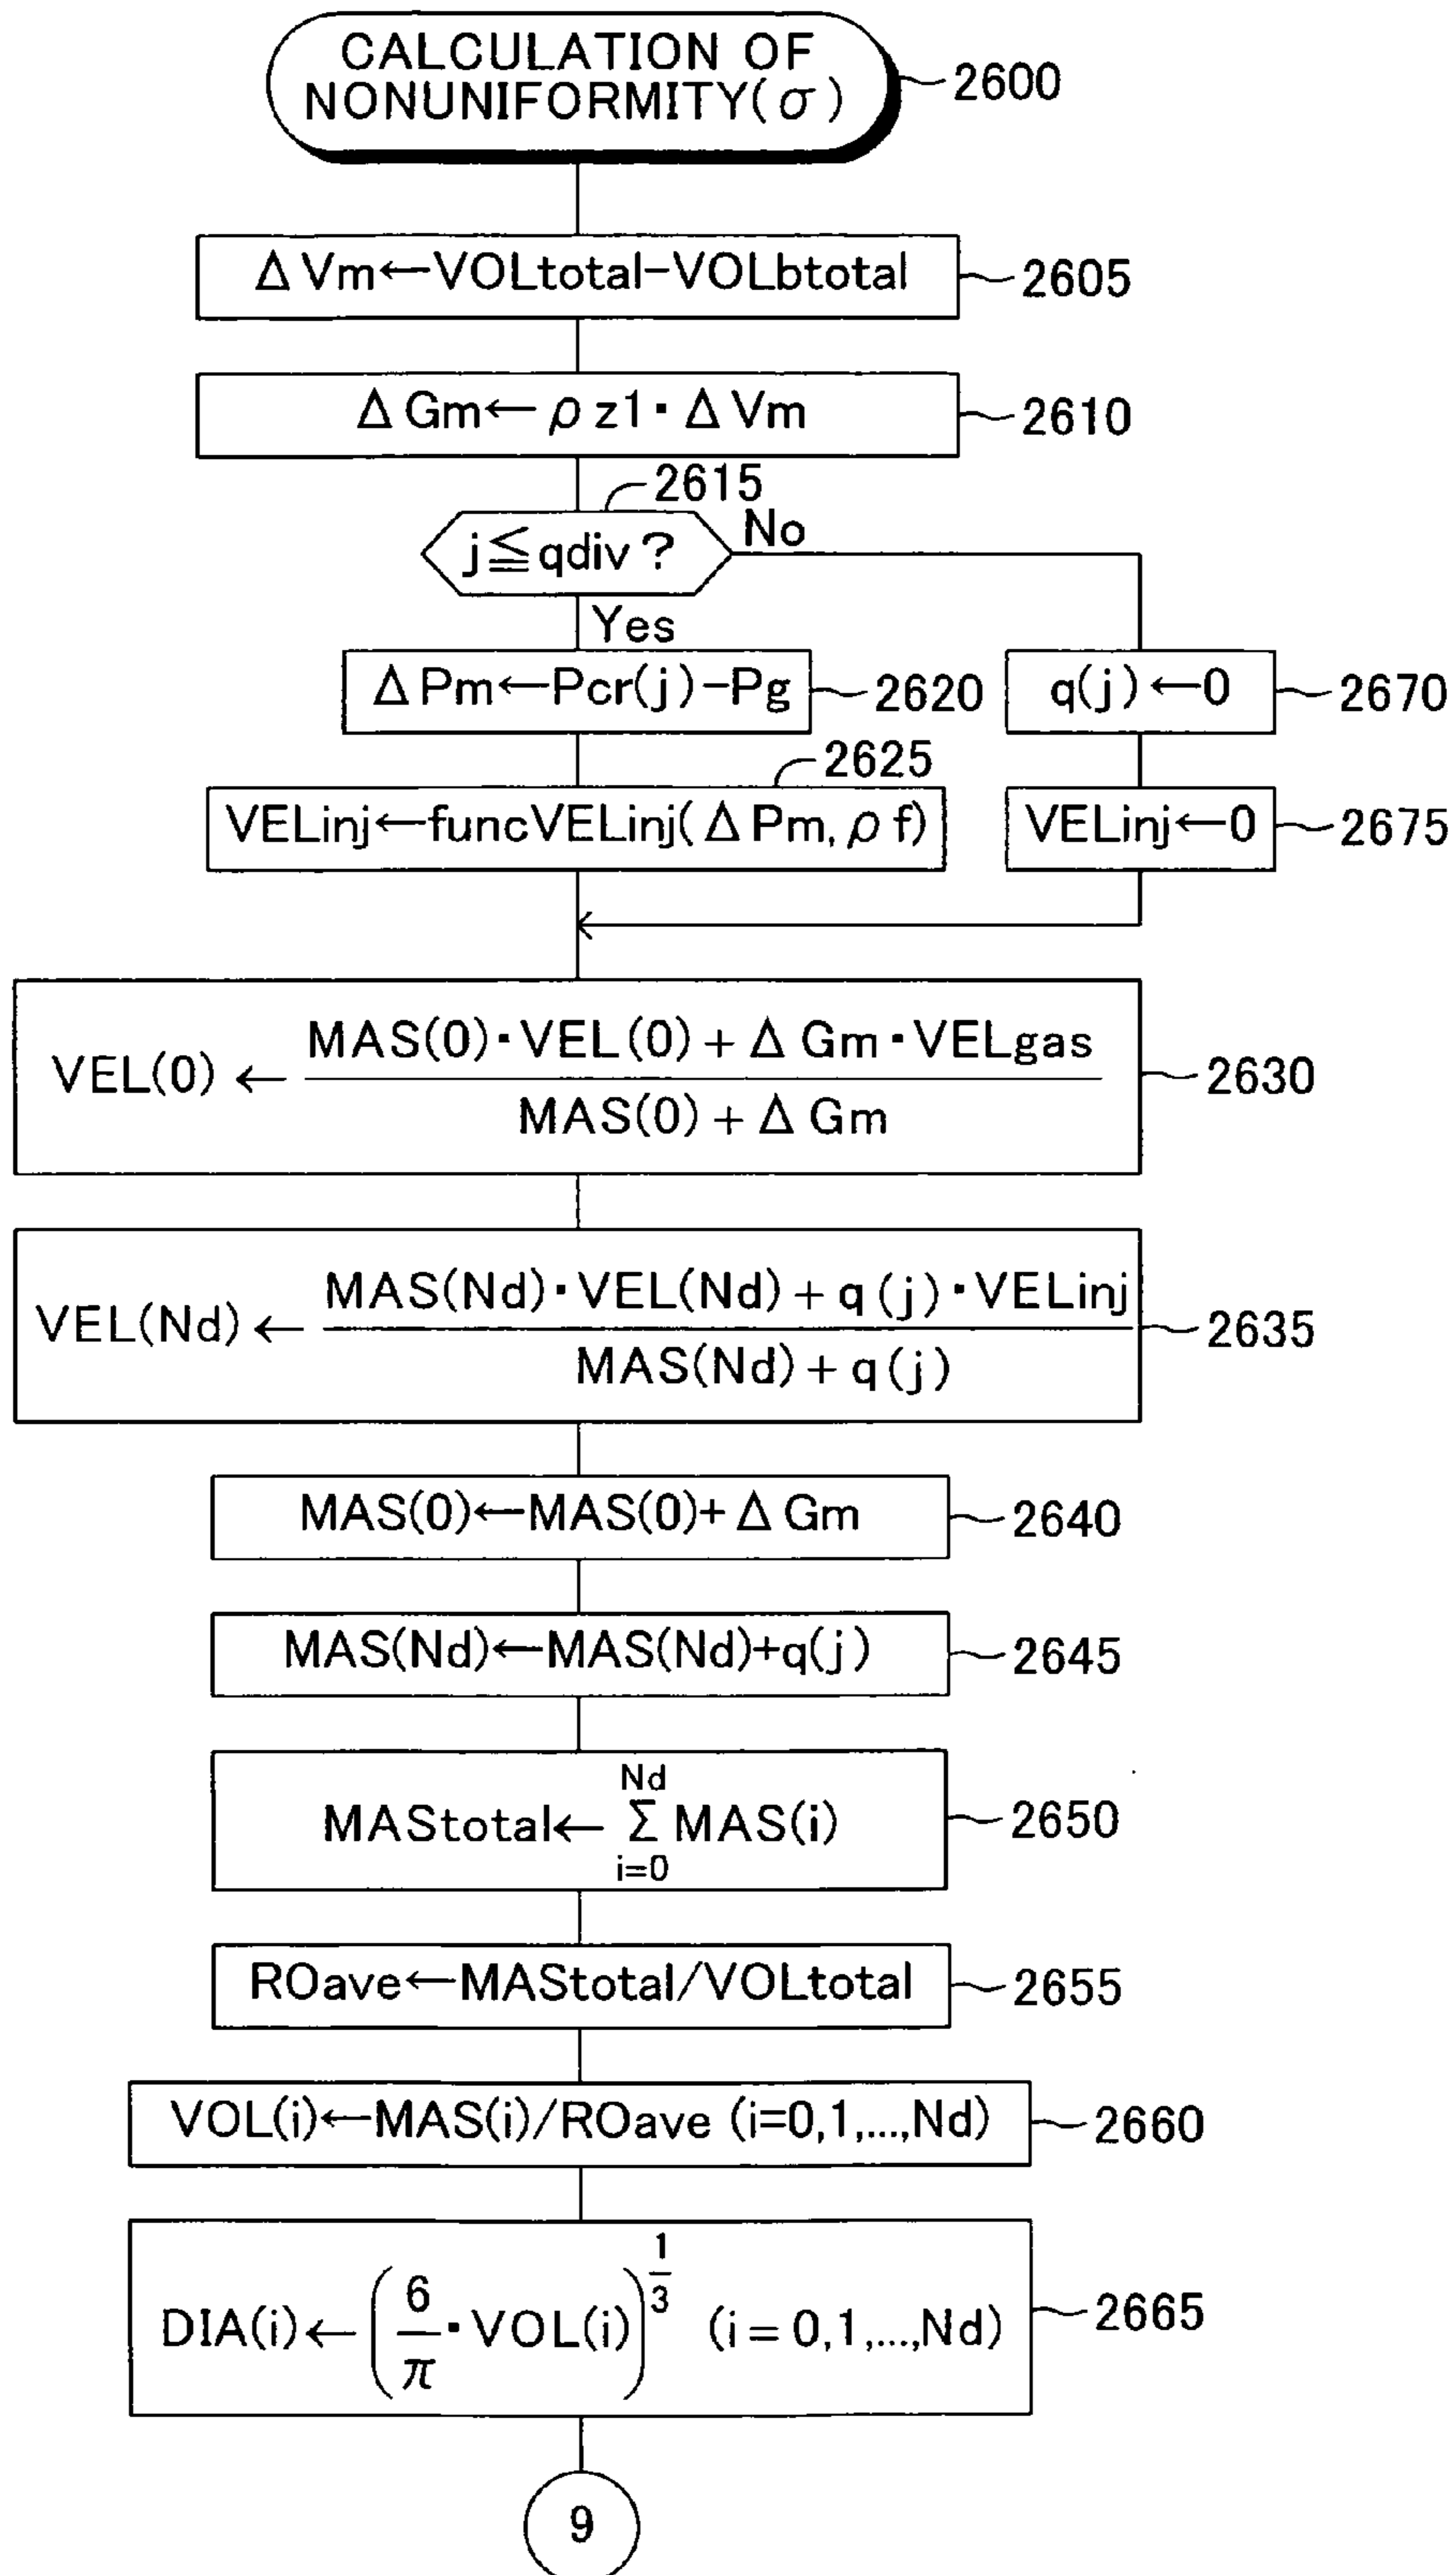 CALCULATION OF
NONUNIFORMITY(σ)
2600
ΔVm←VOLtotal-VOLbtotal
2605
ΔGm←ρz1·ΔVm
2610
2615
j≦qdiv?
No
Yes
ΔPm←Pcr(j)-Pg
2620
q(j)←0
2670
2625
VELinj←funcVELinj(ΔPm,ρf)
VELinj←0
2675
MAS(0)·VEL(0)+ΔGm·VELgas
VEL(0)←
MAS(0)+ΔGm
2630
MAS(Nd)·VEL(Nd)+q(j)·VELinj
VEL(Nd)←
MAS(Nd)+q(j)
2635
MAS(0)←MAS(0)+ΔGm
2640
MAS(Nd)←MAS(Nd)+q(j)
2645
Nd
MAStotal←ΣMAS(i)
i=0
2650
ROave←MAStotal/VOLtotal
2655
VOL(i)←MAS(i)/ROave (i=0,1,...,Nd)
2660
DIA(i)←(6/π·VOL(i))^1/3 (i=0,1,...,Nd)
2665
9